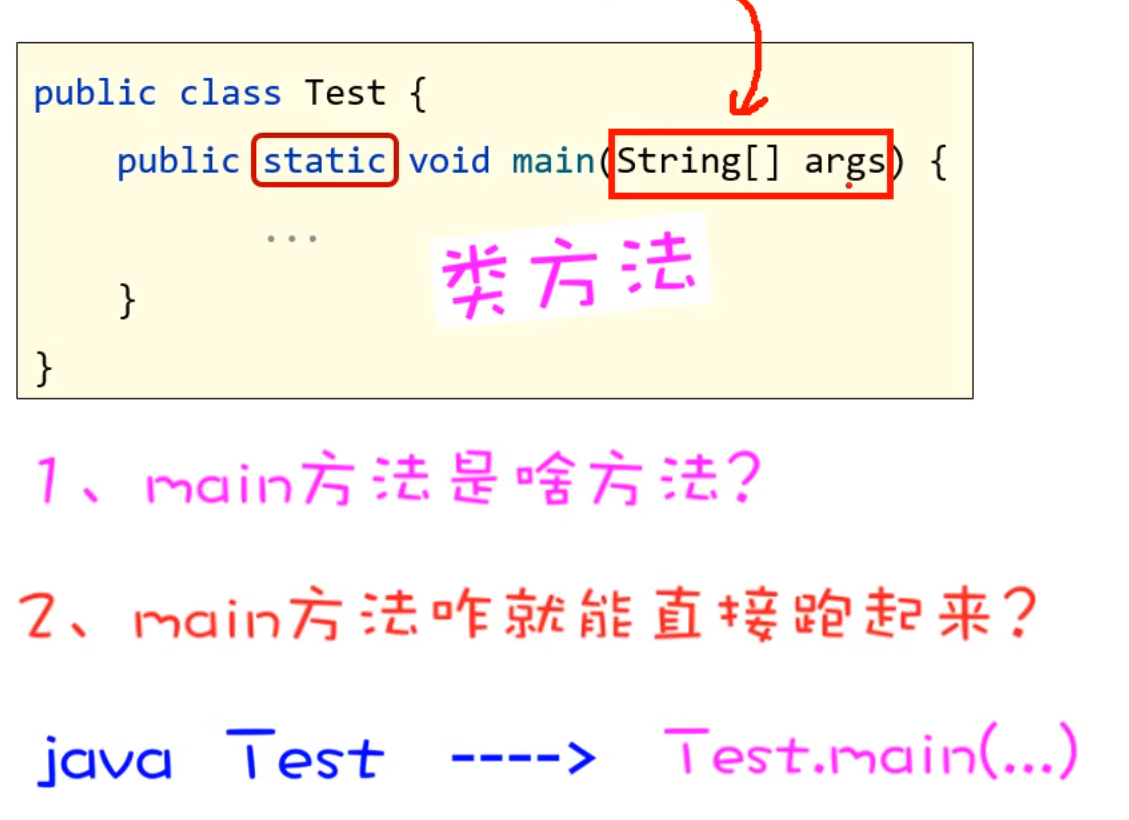 public class Test {
public static void main(String[] args) {
...
类方法
}
}
1、main方法是啥方法?
2、main方法咋就能直接跑起来?
java Test ----> Test.main(...)